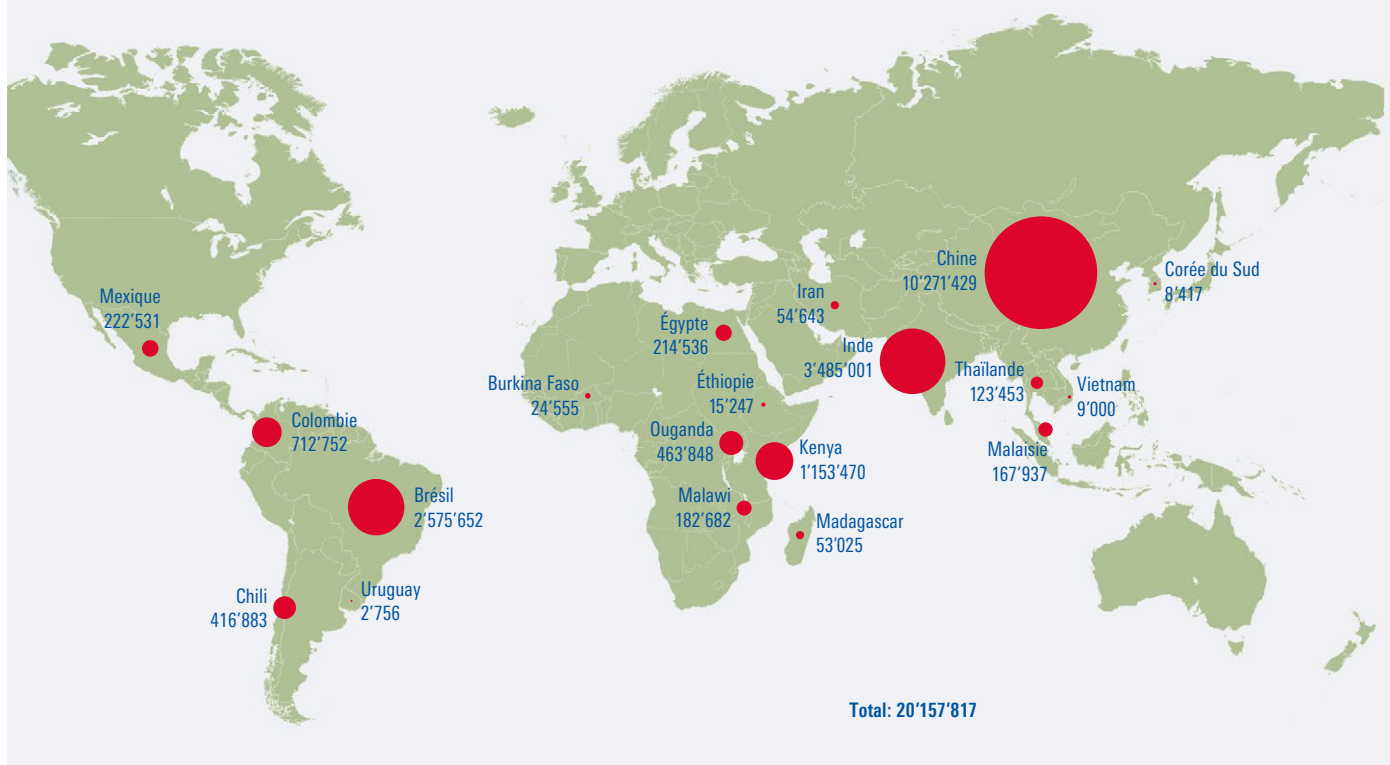 Mexique
222’531
Colombie
712’752
Brésil
2’575’652
Chili
416’883
Uruguay
2’756
Burkina Faso
24’555
Égypte
214’536
Éthiopie
15’247
Ouganda
463’848
Kenya
1’153’470
Malawi
182’682
Madagascar
53’025
Iran
54’643
Inde
3’485’001
Chine
10’271’429
Corée du Sud
8’417
Thaïlande
123’453
Vietnam
9’000
Malaisie
167’937
Total: 20’157’817